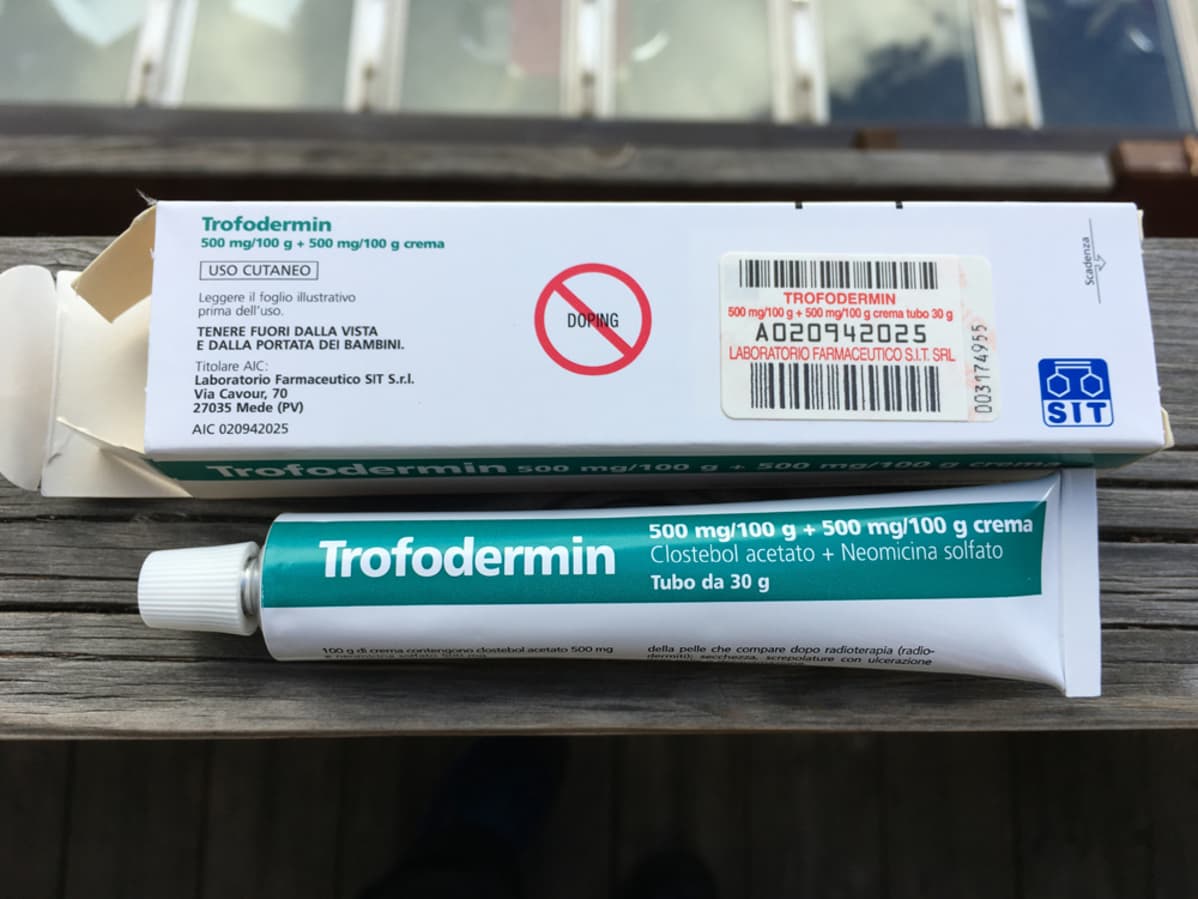 Trofodermin
500 mg/100 g + 500 mg/100 g crema
USO CUTANEO
Leggere il foglio illustrativo
prima dell'uso.
TENERE FUORI DALLA VISTA
E DALLA PORTATA DEI BAMBINI.
Titolare AIC:
Laboratorio Farmaceutico SIT S.r.l.
Via Cavour, 70
27035 Mede (PV)
AIC 020942025
DOPING
TROFODERMIN
500 mg/100 g + 500 mg/100 g crema tubo 30 g
A020942025
LABORATORIO FARMACEUTICO S.I.T. SRL
003174955
Scadenza
SIT
Trofodermin 500 mg/100 g + 500 mg/100 g crema
Trofodermin
500 mg/100 g + 500 mg/100 g crema
Clostebol acetato + Neomicina solfato
Tubo da 30 g
100 g di crema contengono clostebol acetato 500 mg
e neomicina solfato 500 mg
della pelle che compare dopo radioterapia (radio-
dermiti); secchezza, screpolature con ulcerazione